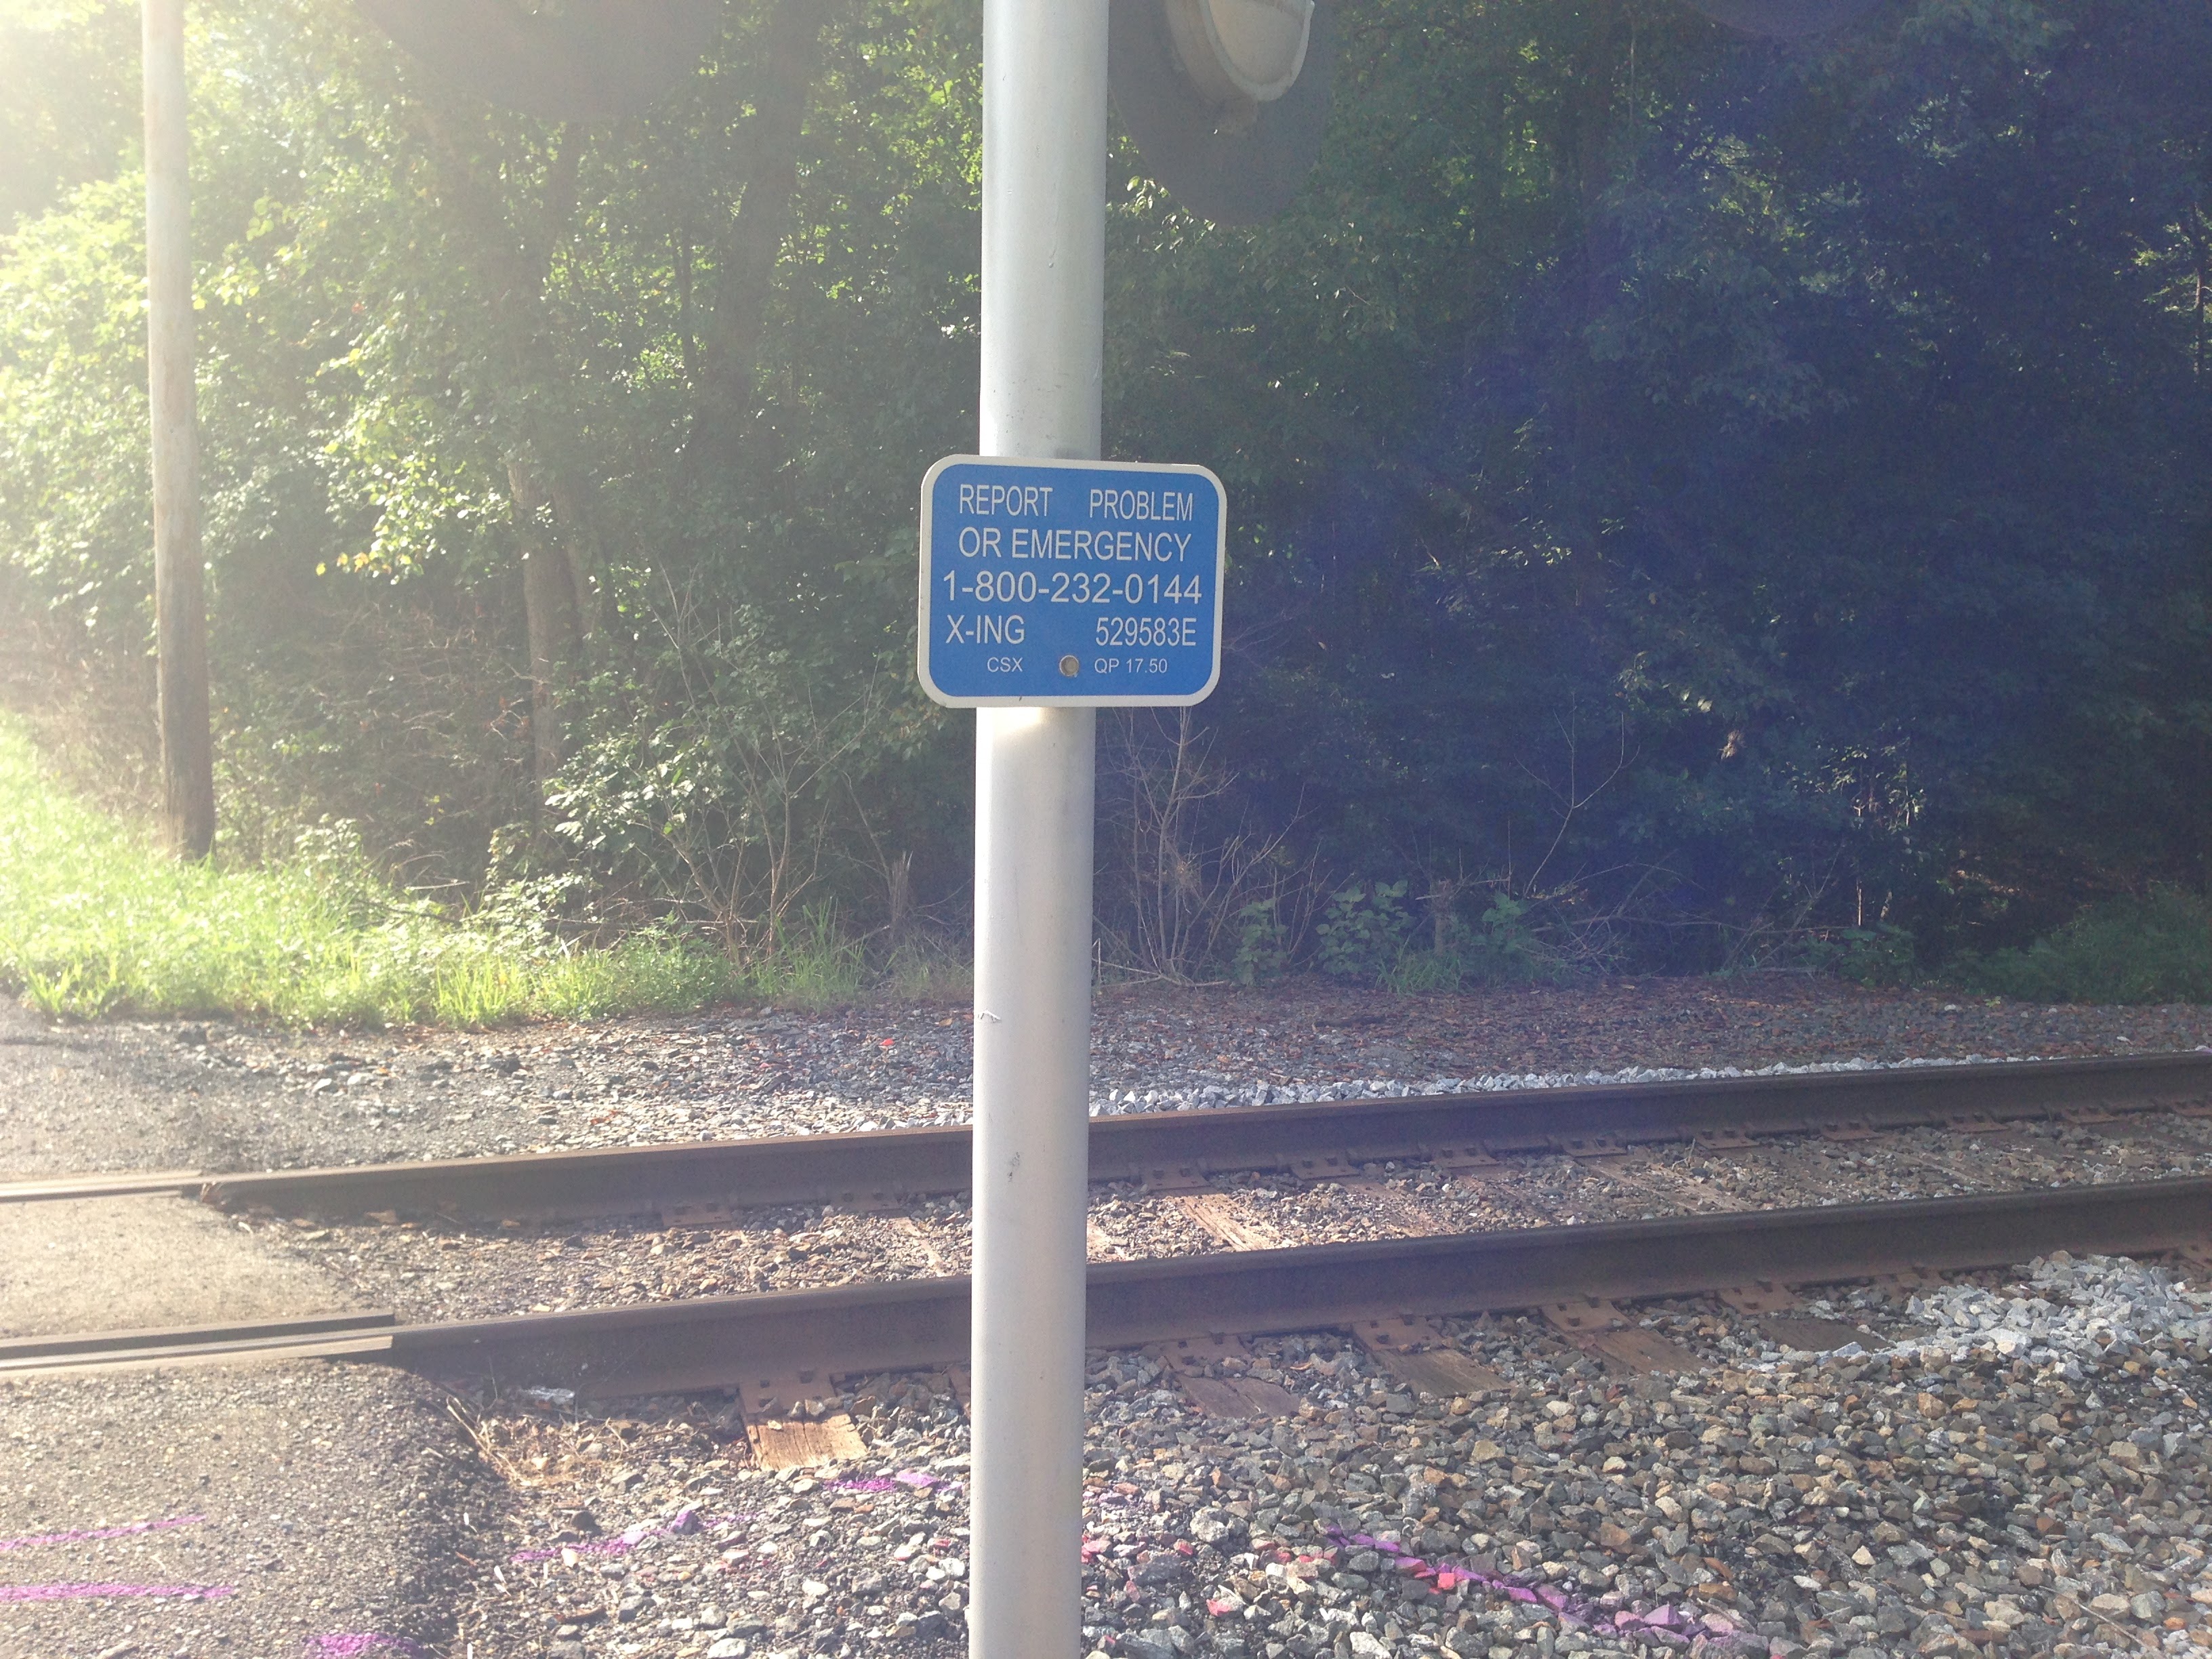 REPORT PROBLEM
OR EMERGENCY
1-800-232-0144
X-ING 529583E
CSX QP 17.50